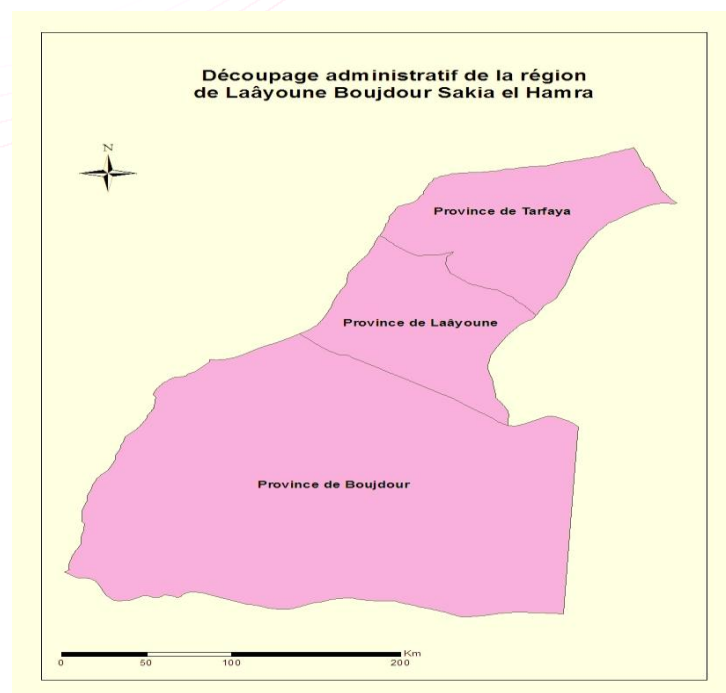 Découpage administratif de la région
de Laâyoune Boujdour Sakia el Hamra
N
Province de Tarfaya
Province de Laâyoune
Province de Boujdour
Km
0 50 100 200